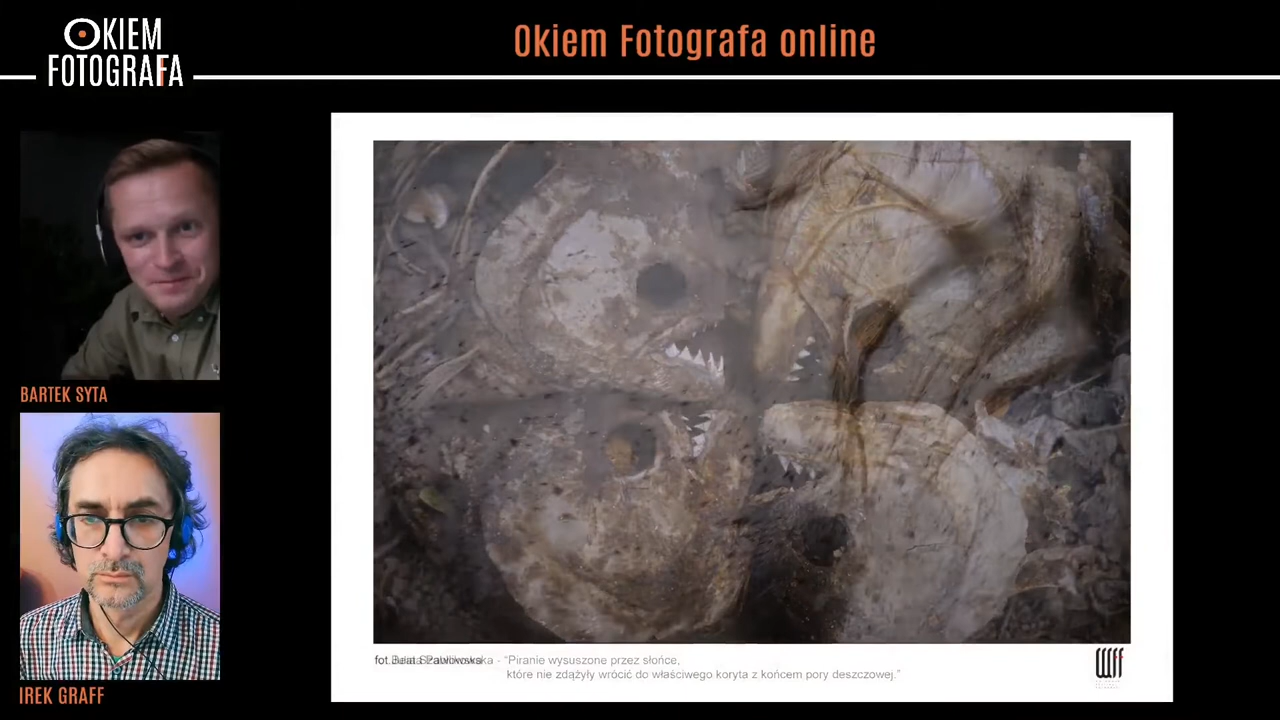 OKIEM
FOTOGRAFA
Okiem Fotografa online
BARTEK SYTA
IREK GRAFF
fot. - “Piranie wysuszone przez słońce,
które nie zdążyły wrócić do właściwego koryta z końcem pory deszczowej.”